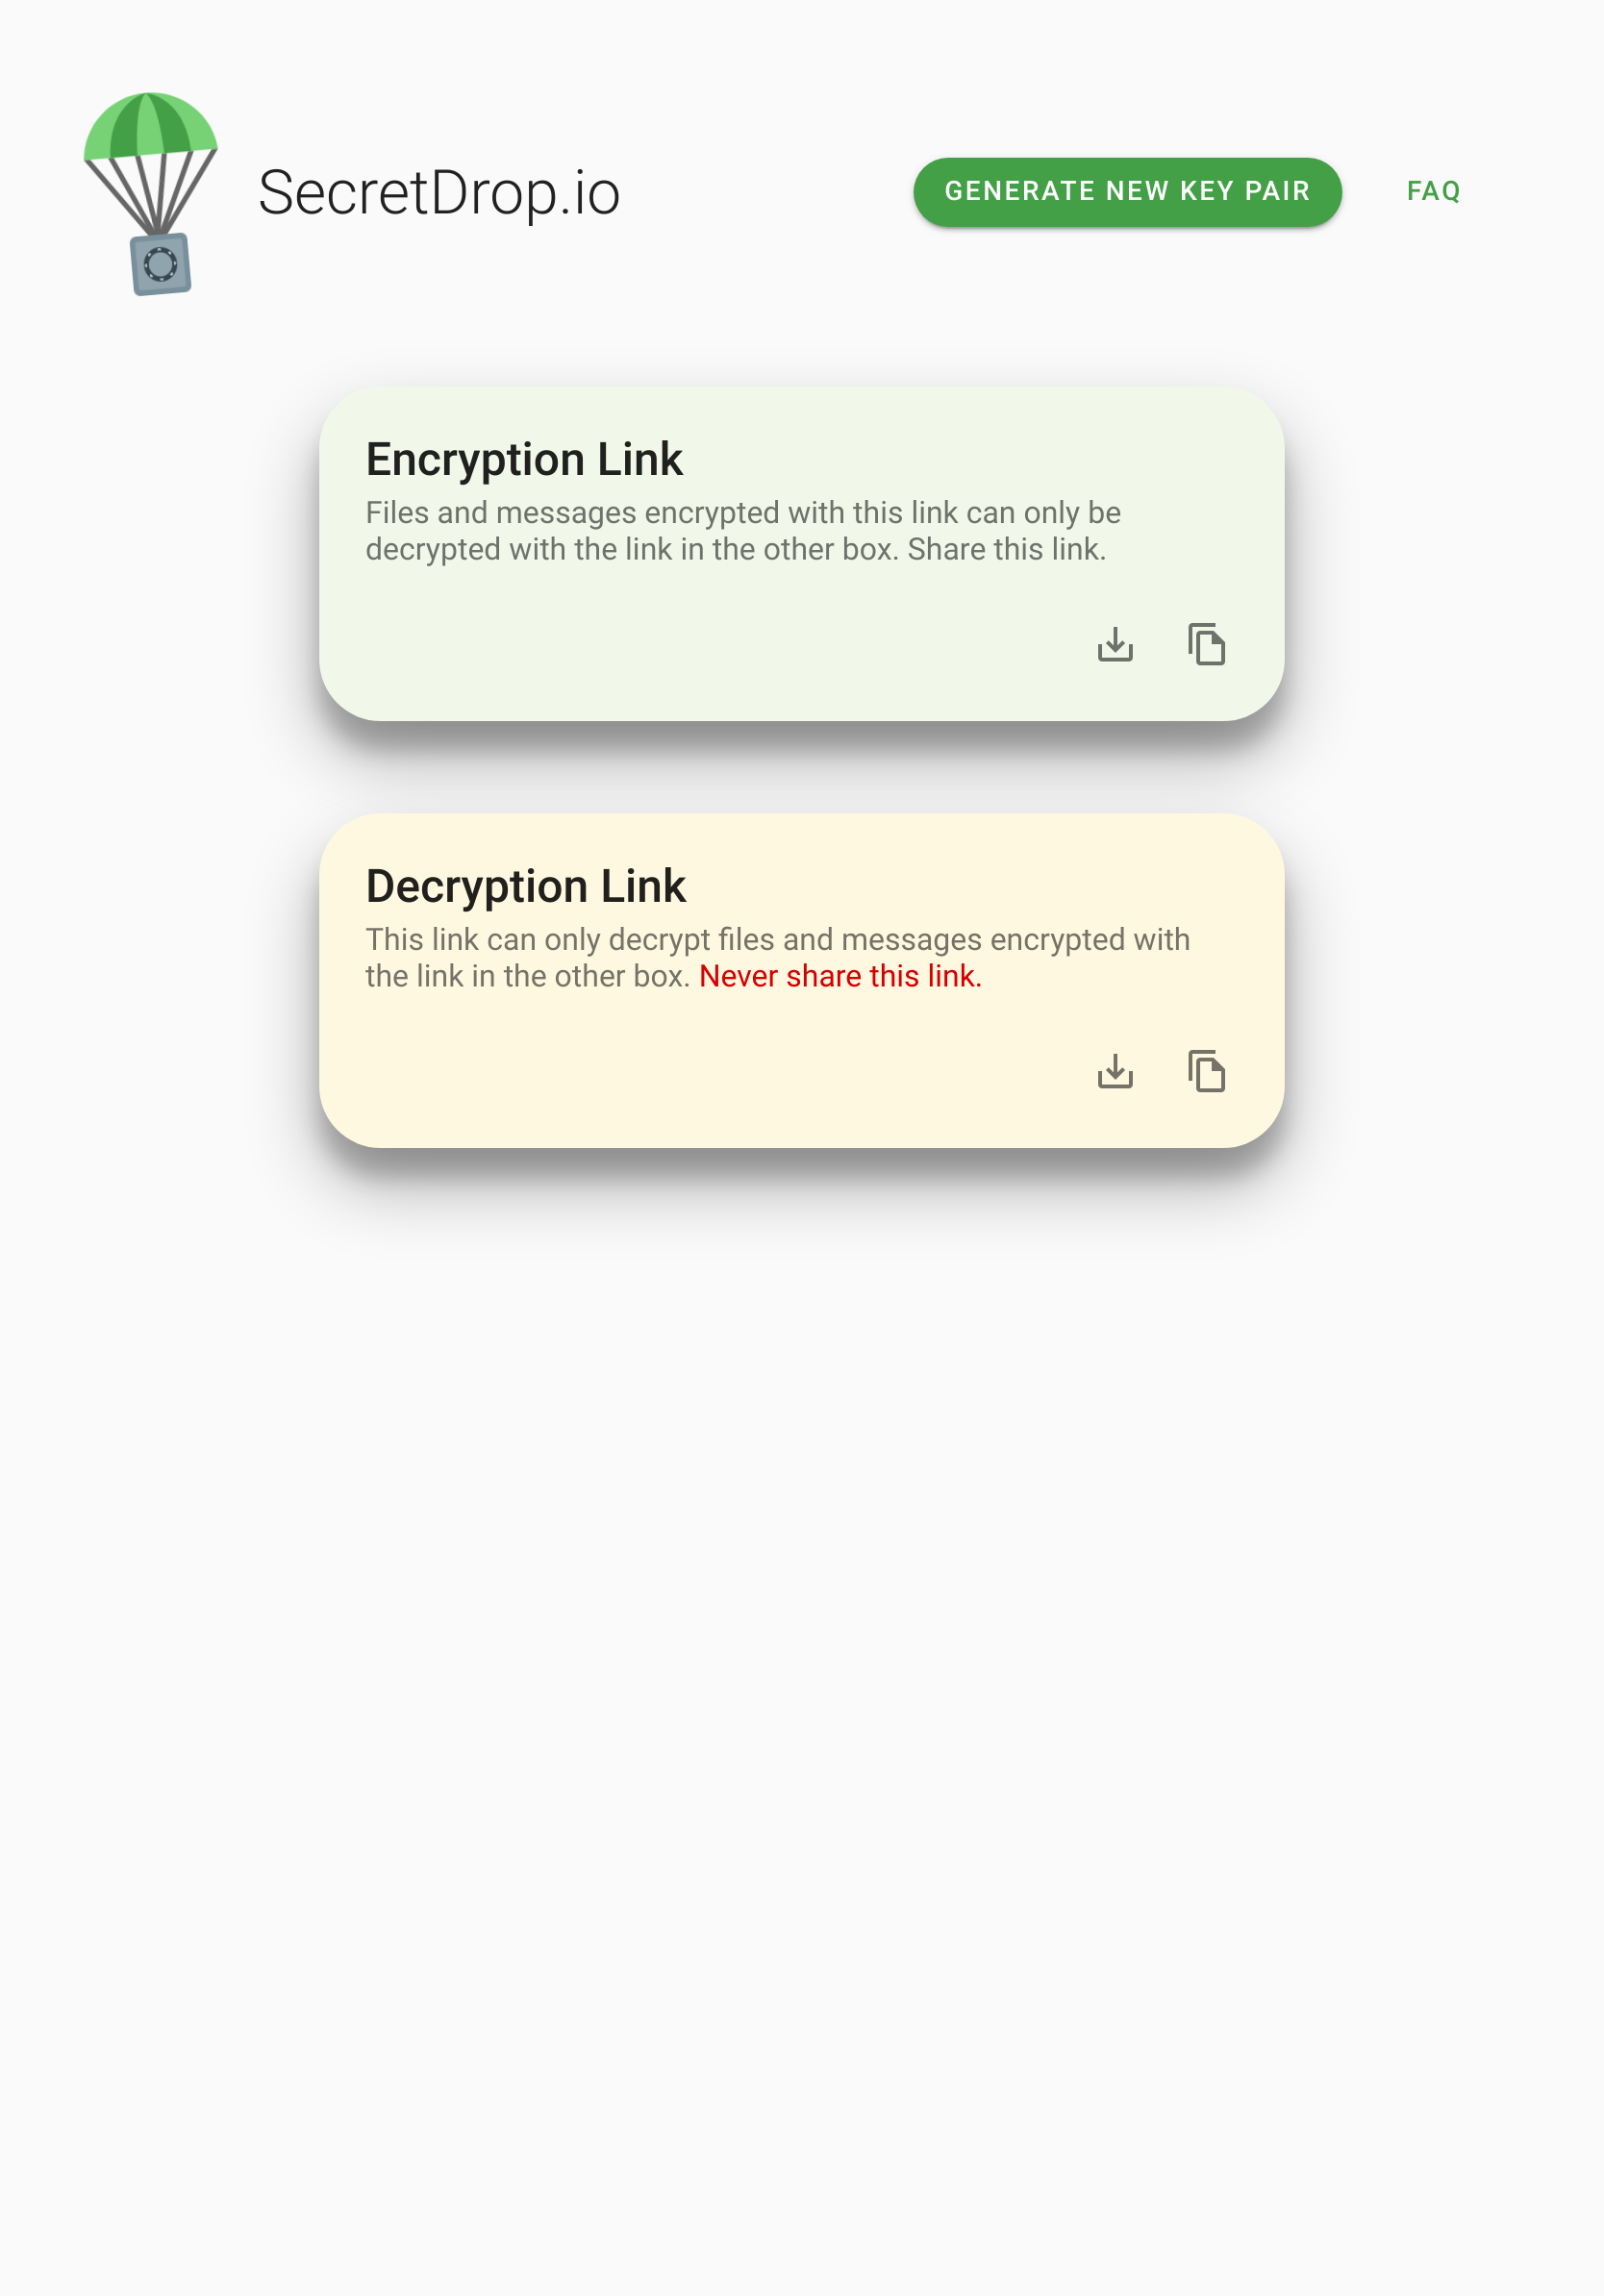 SecretDrop.io
GENERATE NEW KEY PAIR
FAQ
Encryption Link
Files and messages encrypted with this link can only be
decrypted with the link in the other box. Share this link.
Decryption Link
This link can only decrypt files and messages encrypted with
the link in the other box. Never share this link.